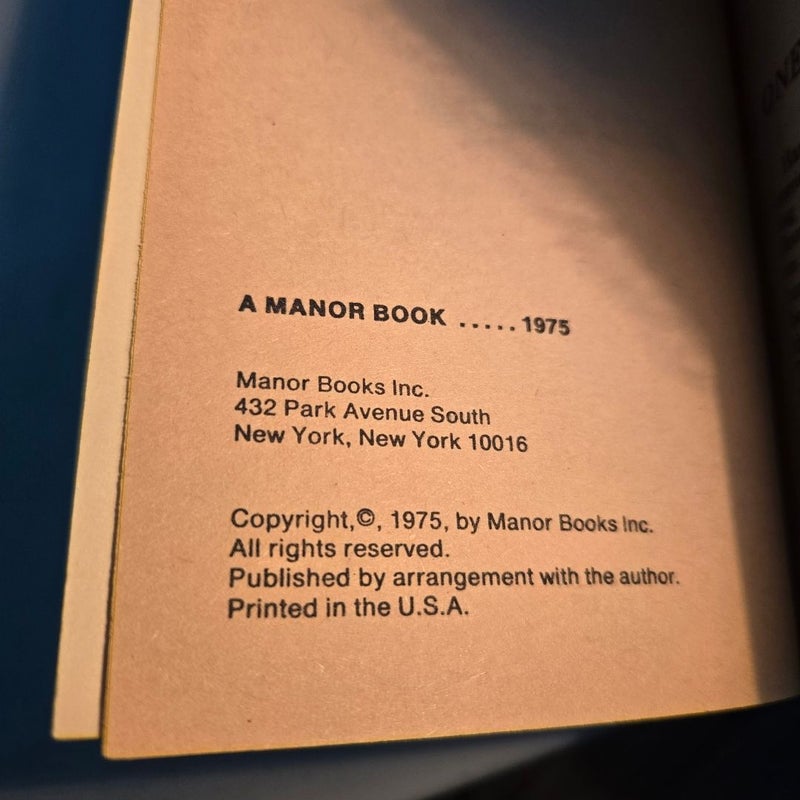 A MANOR BOOK ..... 1975
Manor Books Inc.
432 Park Avenue South
New York, New York 10016
Copyright,©, 1975, by Manor Books Inc.
All rights reserved.
Published by arrangement with the author.
Printed in the U.S.A.